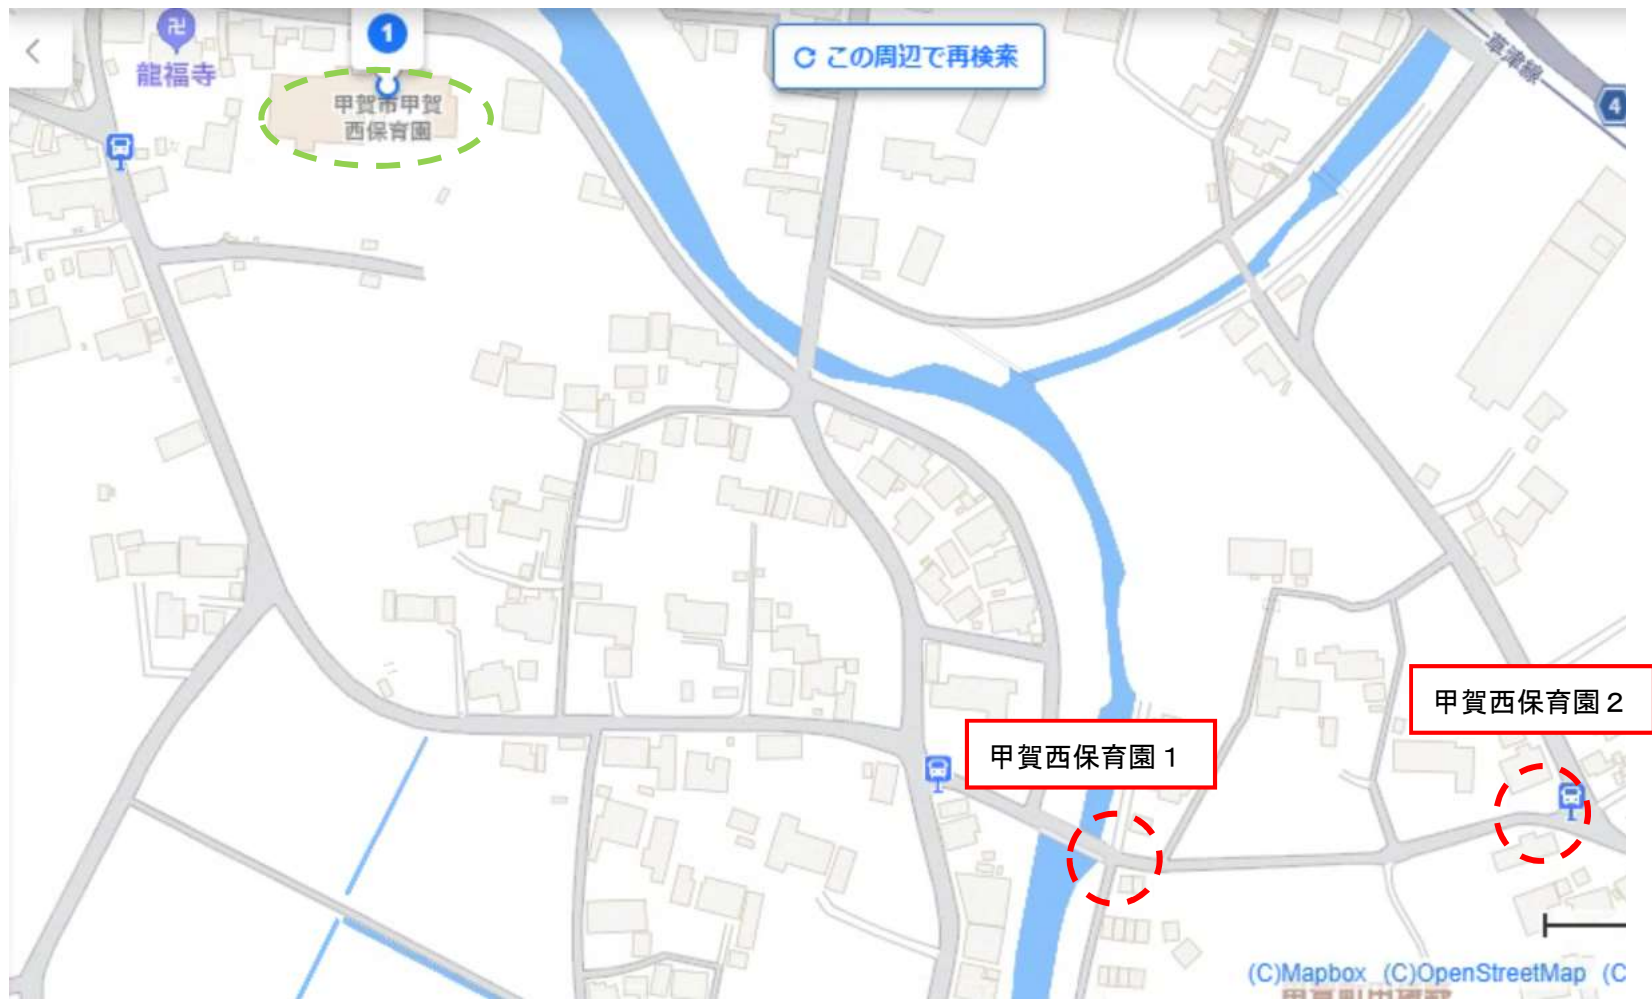 1
この周辺で再検索
龍福寺
甲賀市甲賀
西保育園
草津線
4
甲賀西保育園2
甲賀西保育園1
(C)Mapbox (C)OpenStreetMap (C